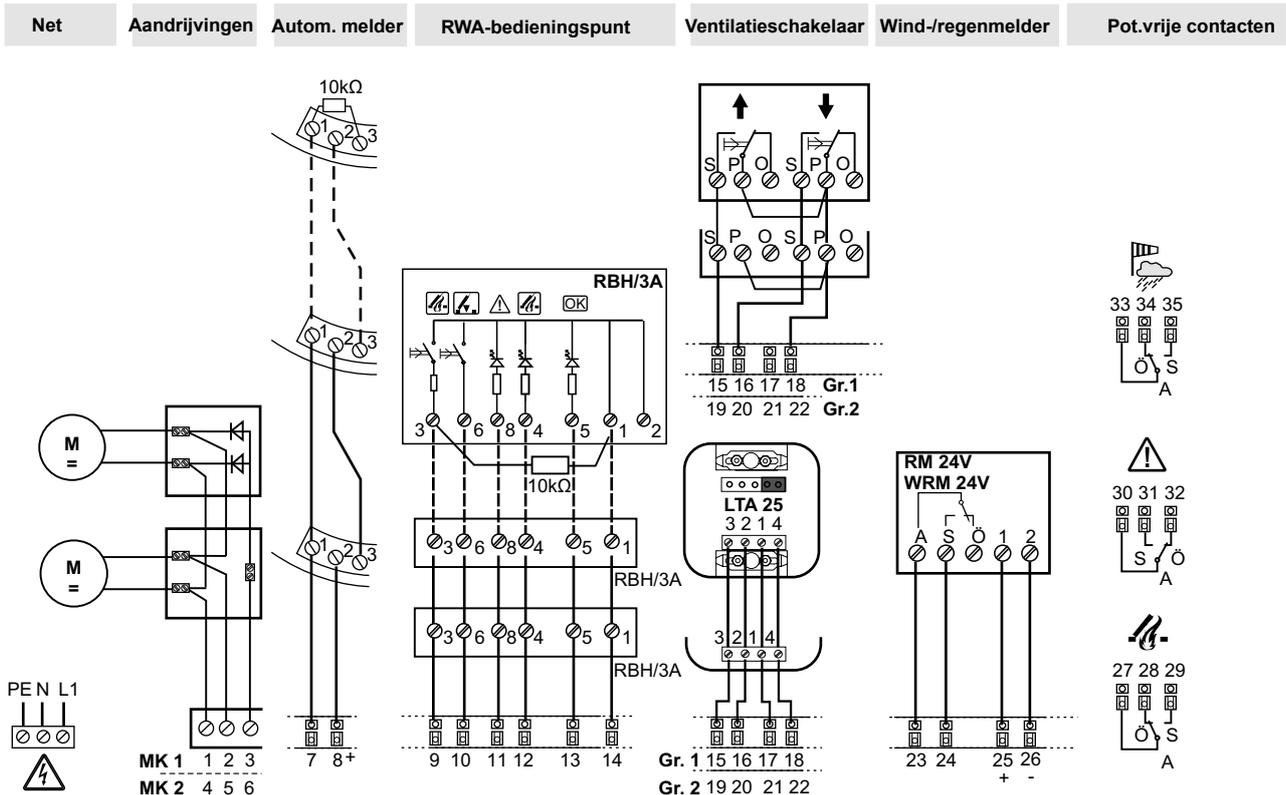 Net
Aandrijvingen
Autom. melder
RWA-bedieningspunt
Ventilatieschakelaar
Wind-/regenmelder
Pot.vrije contacten
PE N L1
M
=
M
=
MK 1 1 2 3
MK 2 4 5 6
10kΩ
1 2 3
1 2 3
1 2 3
7 8+
RBH/3A
OK
3 6 8 4 5 1 2
10kΩ
3 6 8 4 5 1
RBH/3A
3 6 8 4 5 1
RBH/3A
9 10 11 12 13 14
S P O S P O
S P O S P O
15 16 17 18 Gr.1
19 20 21 22 Gr.2
LTA 25
3 2 1 4
3 2 1 4
Gr. 1 15 16 17 18
Gr. 2 19 20 21 22
RM 24V
WRM 24V
A S Ö 1 2
23 24 25 26
+ -
33 34 35
Ö S
A
30 31 32
S Ö
A
27 28 29
Ö S
A